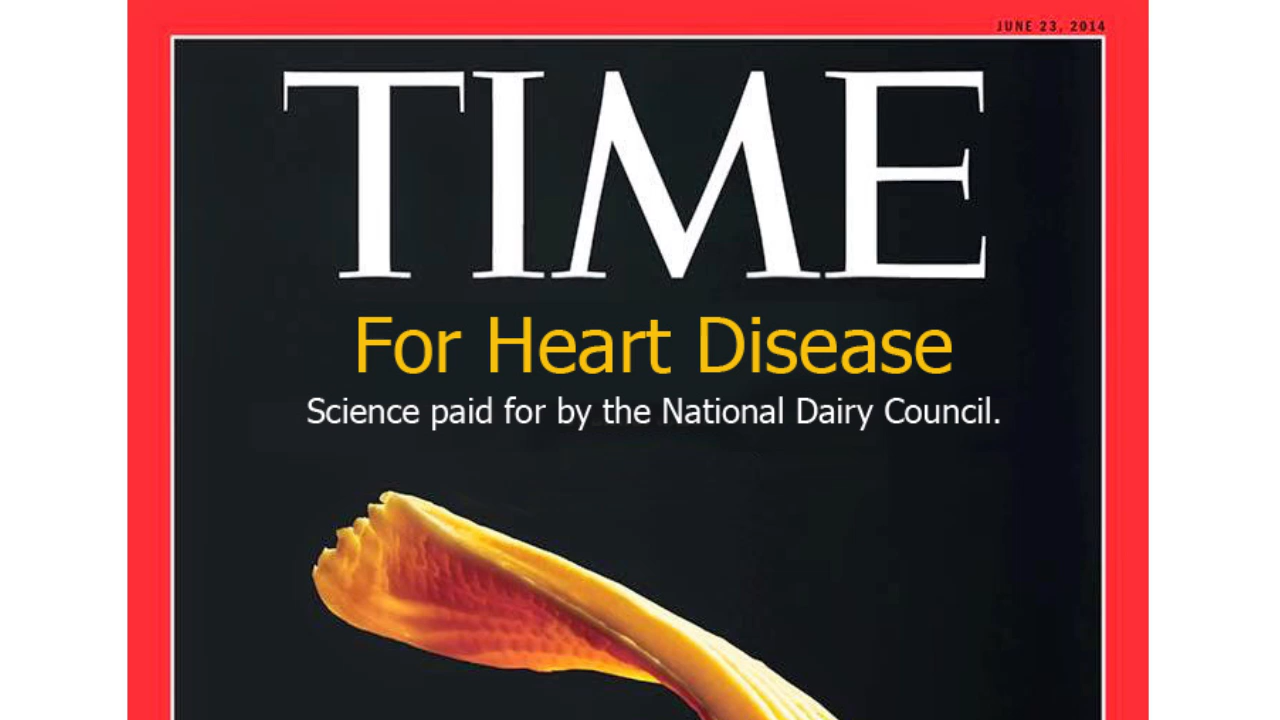 JUNE 23, 2014
TIME
For Heart Disease
Science paid for by the National Dairy Council.